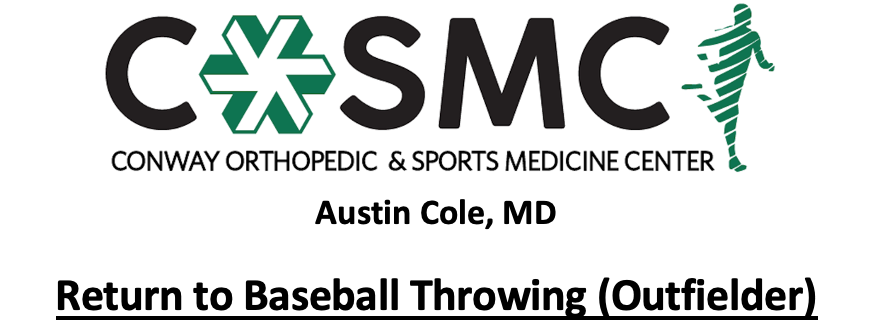 COSMC
CONWAY ORTHOPEDIC & SPORTS MEDICINE CENTER
Austin Cole, MD
Return to Baseball Throwing (Outfielder)